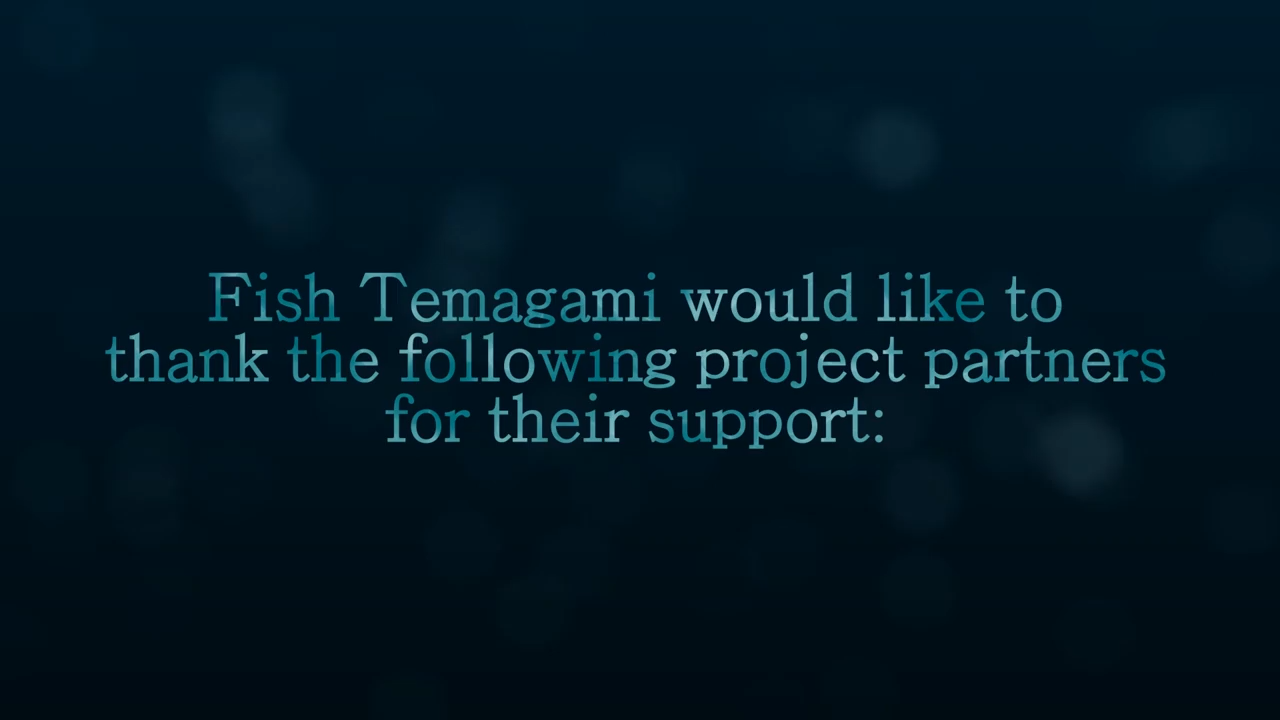 Fish Temagami would like to
thank the following project partners
for their support: